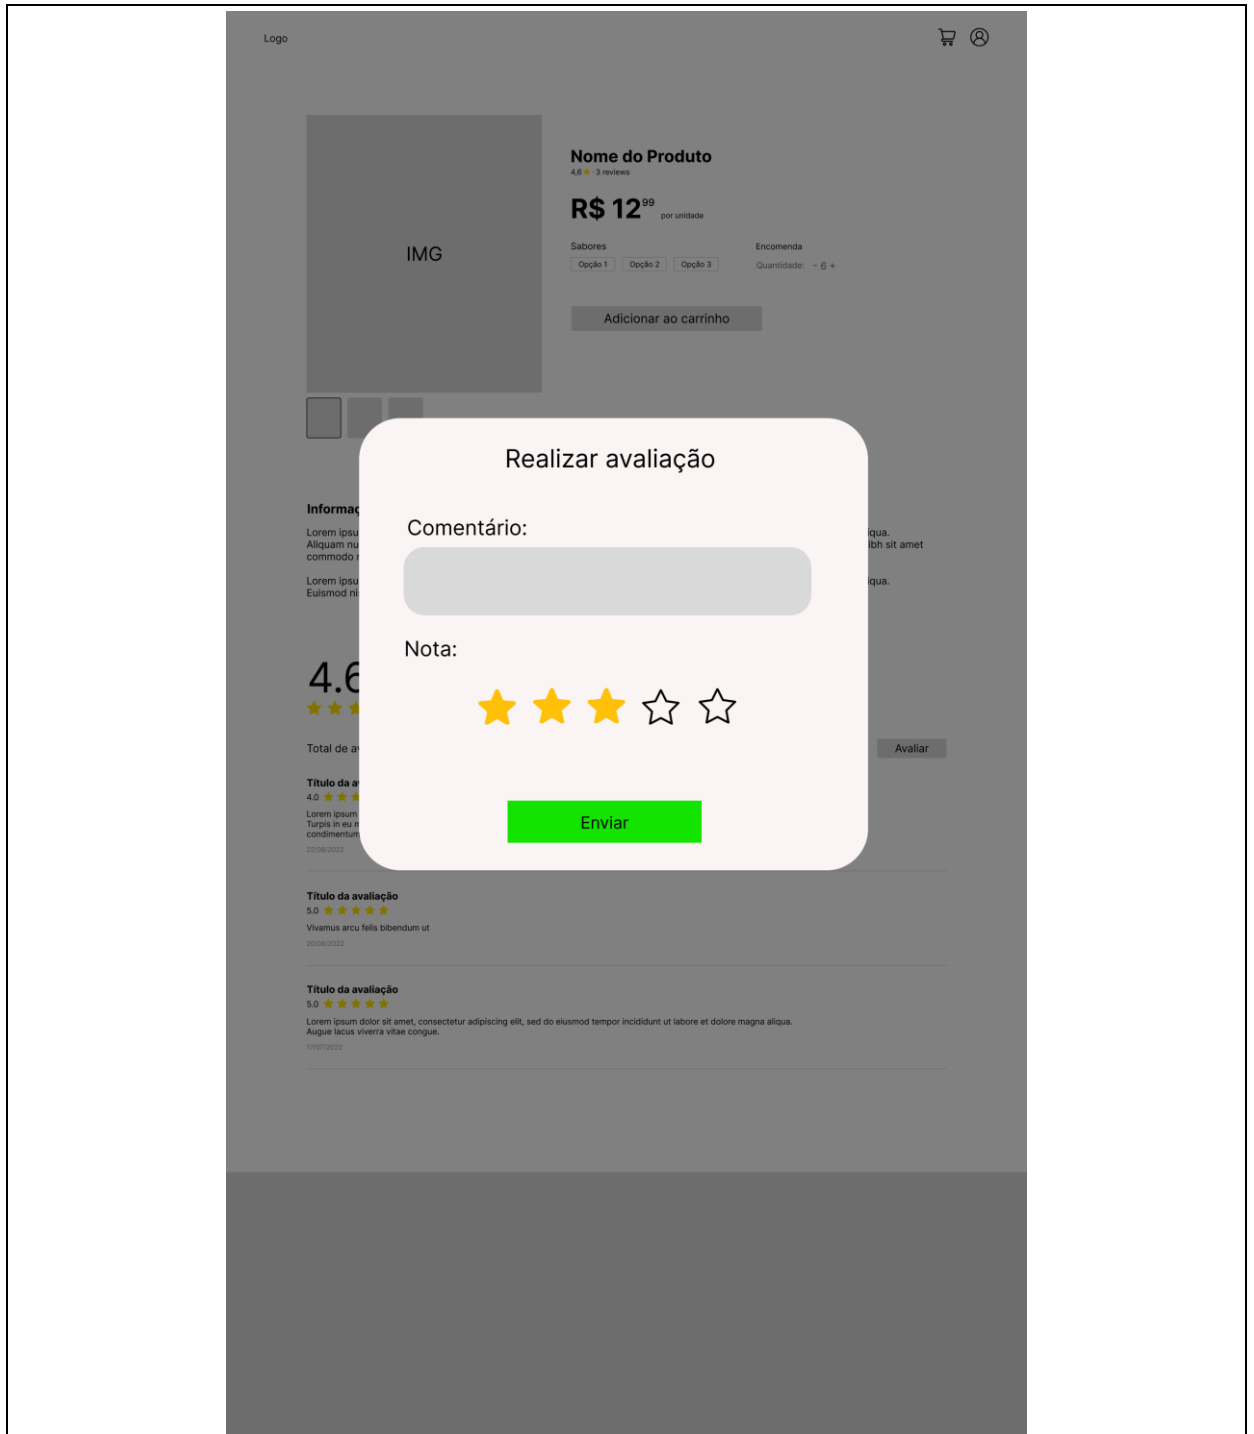 Logo
Nome do Produto
4,6 · 3 reviews
R$ 12 99 por unidade
Sabores
Encomenda
Opção 1 Opção 2 Opção 3
Quantidade: - 6 +
IMG
Adicionar ao carrinho
Realizar avaliação
Comentário:
Nota:
Enviar
Lorem
iqua.
Aliquam
ibh sit amet
commodo
Lorem
iqua.
Euismod
4.6
Total de
Avaliar
Título da
4.0
Lorem ipsum
Turpis in eu
condimentum
22/08/2022
Título da avaliação
5.0
Vivamus arcu felis bibendum ut
20/08/2022
Título da avaliação
5.0
Lorem ipsum dolor sit amet, consectetur adipiscing elit, sed do eiusmod tempor incididunt ut labore et dolore magna aliqua.
Augue lacus viverra vitae congue.
17/07/2022